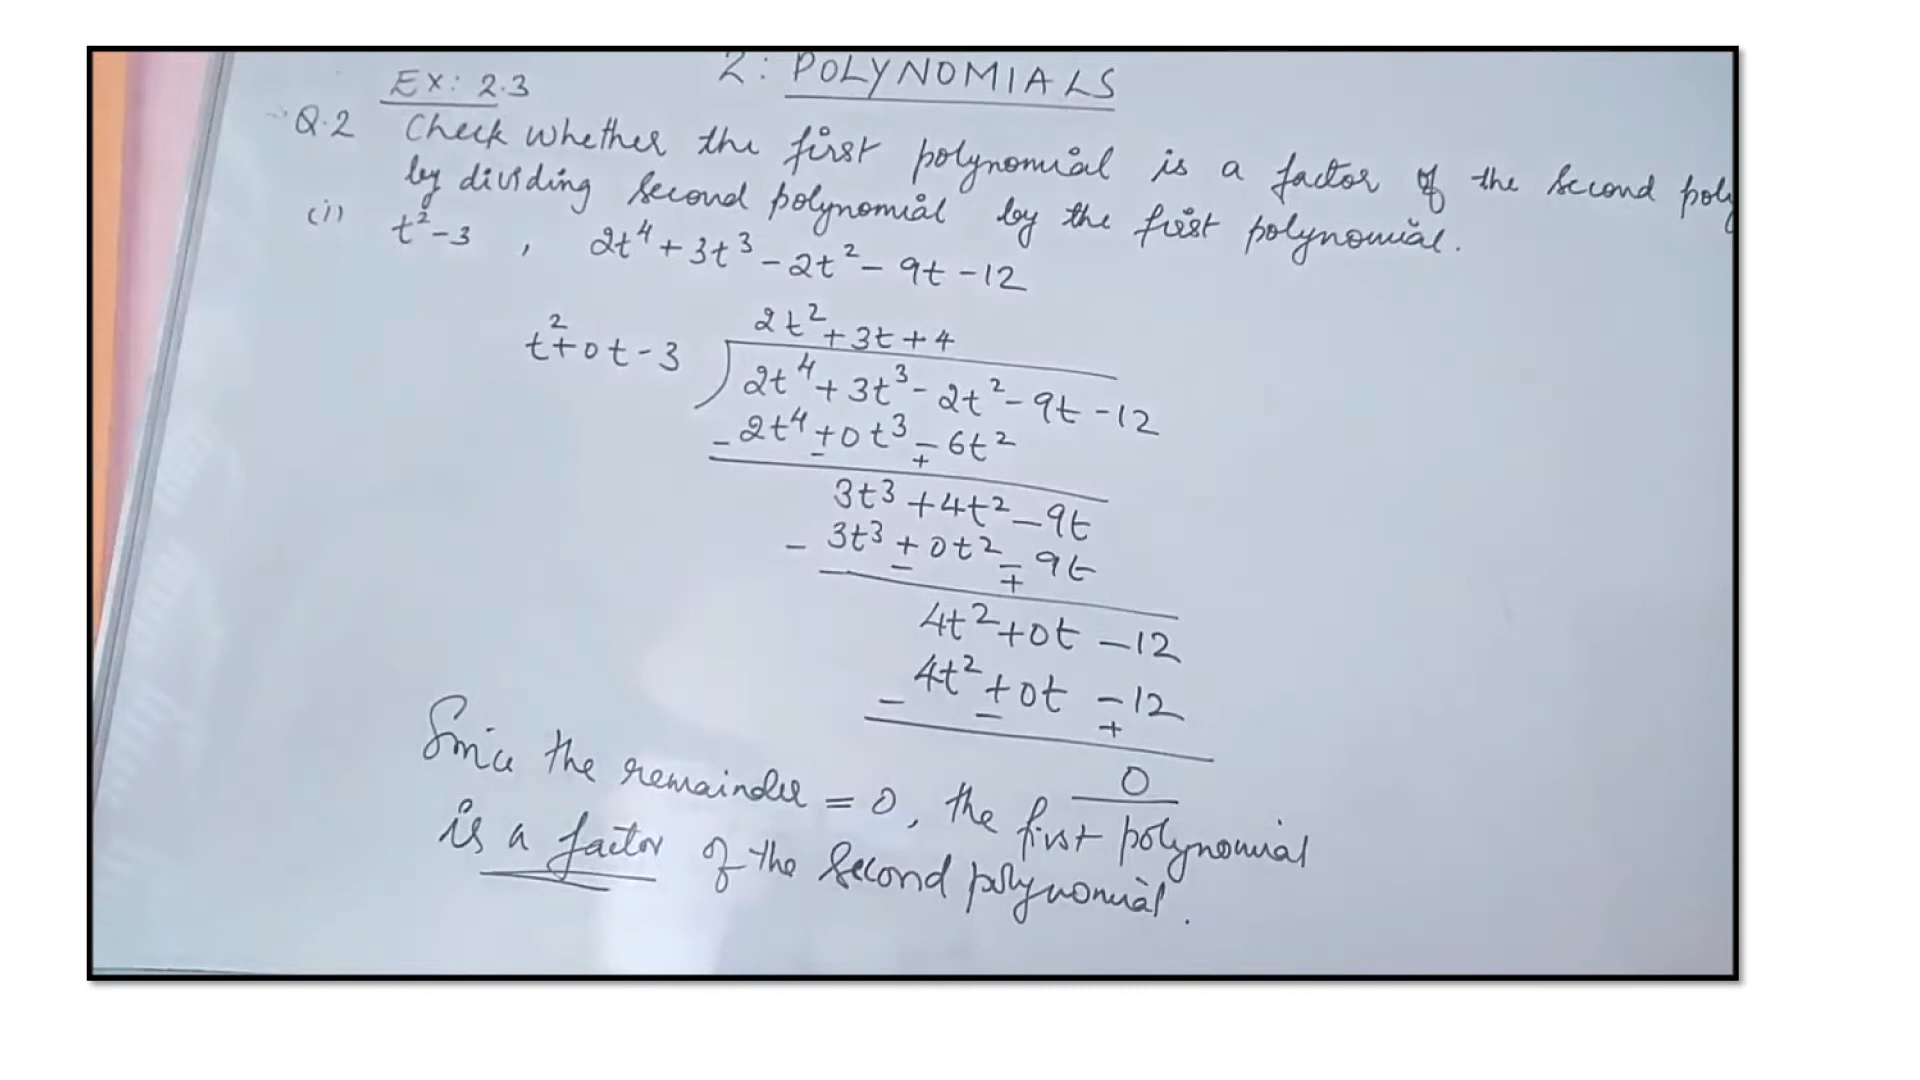 2: POLYNOMIALS
EX: 2.3
Q.2 Check whether the first polynomial is a factor of the second poly
by dividing second polynomial by the first polynomial.
(i) t²-3 , 2t⁴+3t³-2t²-9t-12
2t²+3t+4
t²+0t-3 2t⁴+3t³-2t²-9t-12
- 2t⁴+0t³-6t²
- +
3t³+4t²-9t
- 3t³+0t²-9t
- +
4t²+0t-12
4t²+0t-12
- - +
0
Since the remainder = 0, the first polynomial
is a factor of the second polynomial.